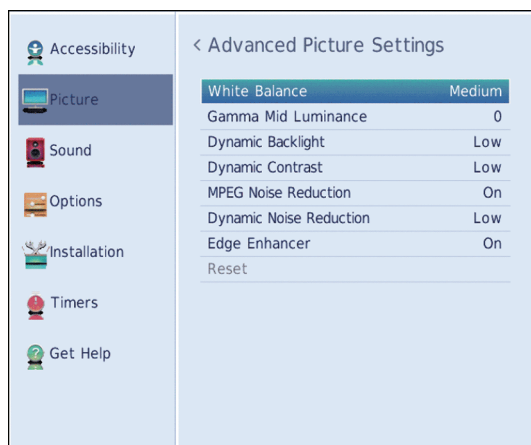 Accessibility
Picture
Sound
Options
Installation
Timers
Get Help
< Advanced Picture Settings
White Balance Medium
Gamma Mid Luminance 0
Dynamic Backlight Low
Dynamic Contrast Low
MPEG Noise Reduction On
Dynamic Noise Reduction Low
Edge Enhancer On
Reset